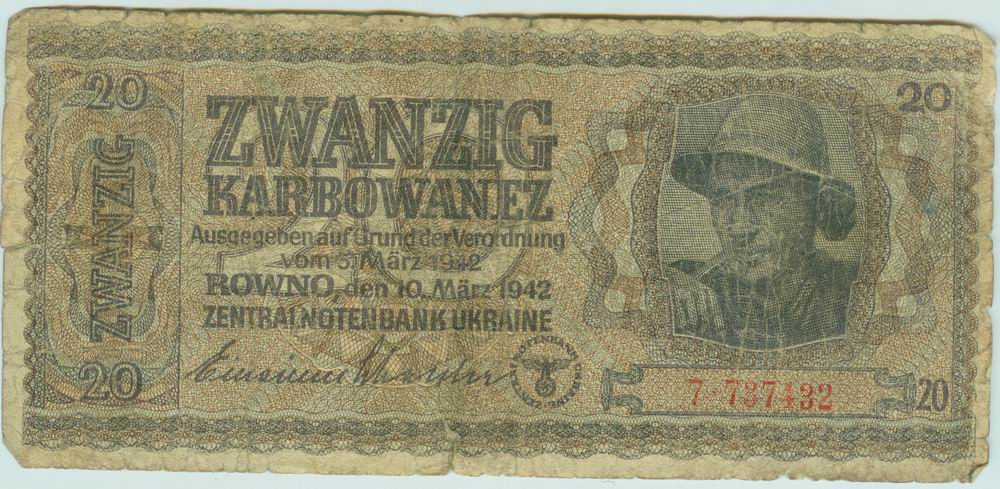 20
20
ZWANZIG
ZWANZIG
KARBOWANEZ
Ausgegeben auf Grund der Verordnung
vom 5. März 1942
ROWNO, den 10. März 1942
ZENTRALNOTENBANK UKRAINE
7·737432
20
20